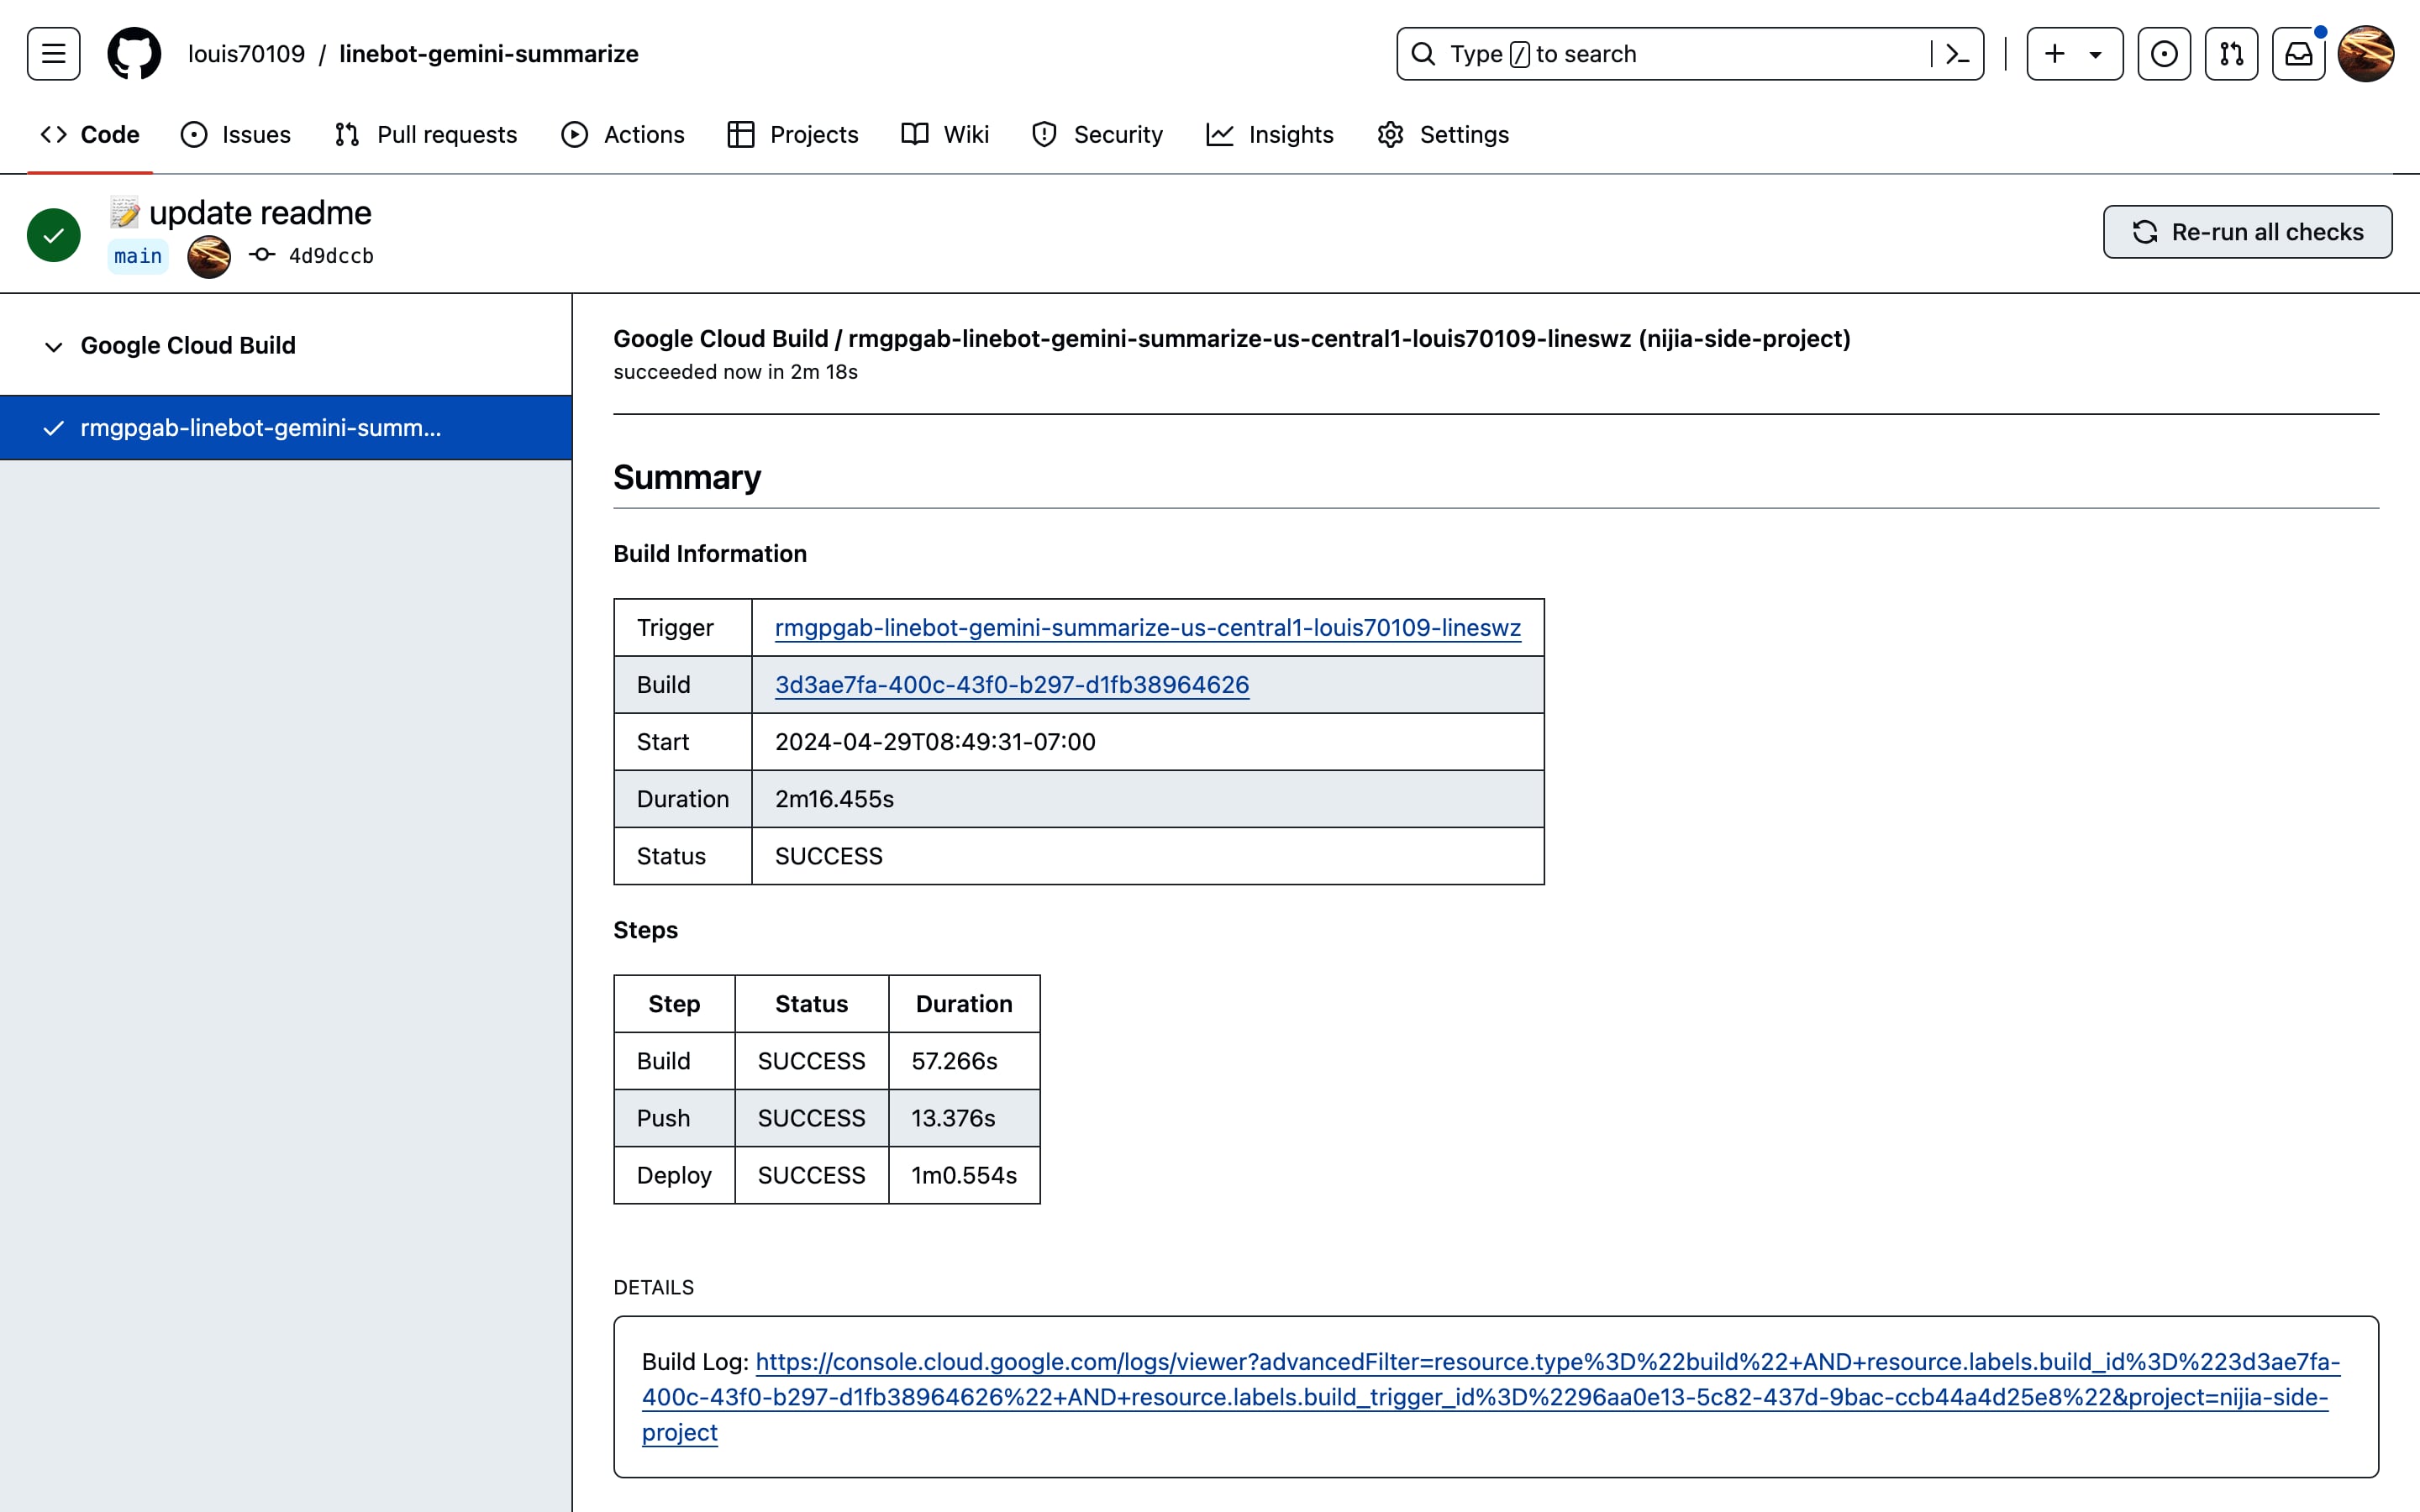 louis70109 / linebot-gemini-summarize
Type / to search
Code Issues Pull requests Actions Projects Wiki Security Insights Settings
📝 update readme
main 4d9dccb
Re-run all checks
Google Cloud Build
rmgpgab-linebot-gemini-summ...
Google Cloud Build / rmgpgab-linebot-gemini-summarize-us-central1-louis70109-lineswz (nijia-side-project)
succeeded now in 2m 18s
Summary
Build Information
Trigger rmgpgab-linebot-gemini-summarize-us-central1-louis70109-lineswz
Build 3d3ae7fa-400c-43f0-b297-d1fb38964626
Start 2024-04-29T08:49:31-07:00
Duration 2m16.455s
Status SUCCESS
Steps
Step Status Duration
Build SUCCESS 57.266s
Push SUCCESS 13.376s
Deploy SUCCESS 1m0.554s
DETAILS
Build Log: https://console.cloud.google.com/logs/viewer?advancedFilter=resource.type%3D%22build%22+AND+resource.labels.build_id%3D%223d3ae7fa-
400c-43f0-b297-d1fb38964626%22+AND+resource.labels.build_trigger_id%3D%2296aa0e13-5c82-437d-9bac-ccb44a4d25e8%22&project=nijia-side-
project